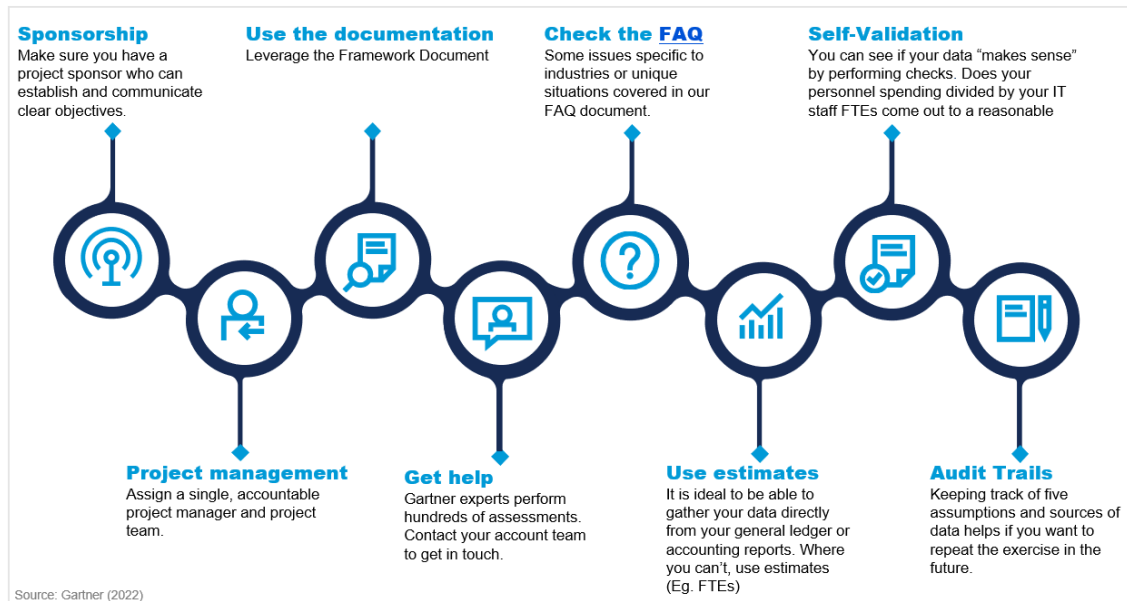 Sponsorship
Make sure you have a
project sponsor who can
establish and communicate
clear objectives.
Use the documentation
Leverage the Framework Document
Check the FAQ
Some issues specific to
industries or unique
situations covered in our
FAQ document.
Self-Validation
You can see if your data “makes sense”
by performing checks. Does your
personnel spending divided by your IT
staff FTEs come out to a reasonable
Project management
Assign a single, accountable
project manager and project
team.
Get help
Gartner experts perform
hundreds of assessments.
Contact your account team
to get in touch.
Use estimates
It is ideal to be able to
gather your data directly
from your general ledger or
accounting reports. Where
you can’t, use estimates
(Eg. FTEs)
Audit Trails
Keeping track of five
assumptions and sources of
data helps if you want to
repeat the exercise in the
future.
Source: Gartner (2022)